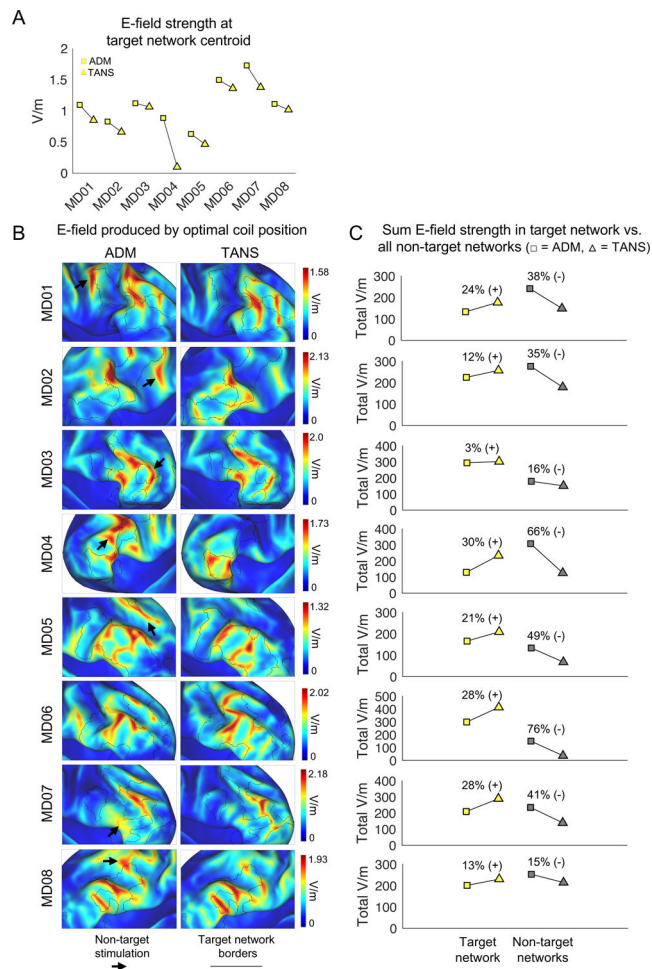 A
E-field strength at
target network centroid
2
1.5
1
0.5
0
V/m
ADM
TANS
MD01
MD02
MD03
MD04
MD05
MD06
MD07
MD08
B
E-field produced by optimal coil position
ADM
TANS
MD01
1.58
V/m
0
MD02
2.13
V/m
0
MD03
2.0
V/m
0
MD04
1.73
V/m
0
MD05
1.32
V/m
0
MD06
2.02
V/m
0
MD07
2.18
V/m
0
MD08
1.93
V/m
0
Non-target
stimulation
Target network
borders
C
Sum E-field strength in target network vs.
all non-target networks (□ = ADM, △ = TANS)
Total V/m
300
200
100
0
24% (+)
38% (-)
Total V/m
300
200
100
0
12% (+)
35% (-)
Total V/m
400
300
200
100
0
3% (+)
16% (-)
Total V/m
400
300
200
100
0
30% (+)
66% (-)
Total V/m
300
200
100
0
21% (+)
49% (-)
Total V/m
500
400
300
200
100
0
28% (+)
76% (-)
Total V/m
400
300
200
100
0
28% (+)
41% (-)
Total V/m
300
200
100
0
13% (+)
15% (-)
Target
network
Non-target
networks